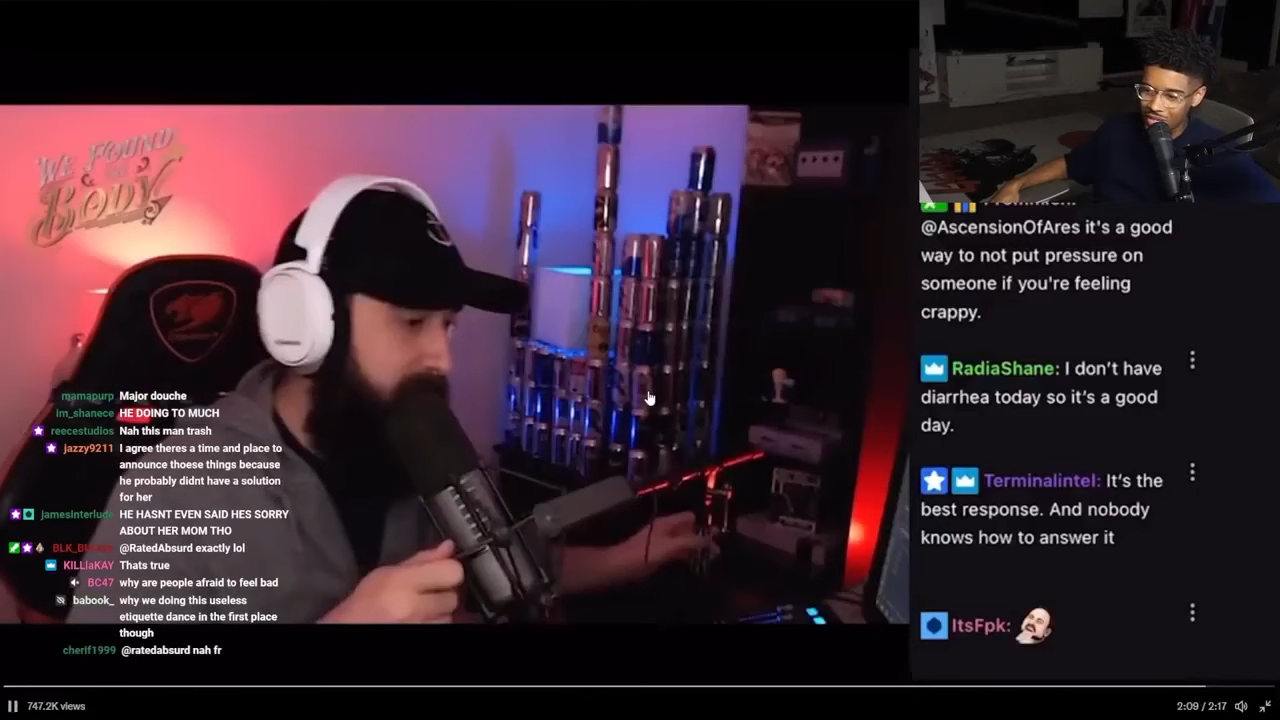 WE FOUND
BODY
mamapurp Major douche
im_shanece HE DOING TO MUCH
reecestudios Nah this man trash
jazzy9211 I agree theres a time and place to
announce thoese things because
he probably didnt have a solution
for her
jamesinterlude HE HASNT EVEN SAID HES SORRY
ABOUT HER MOM THO
@RatedAbsurd exactly lol
KILLlaKAY Thats true
BC47 why are people afraid to feel bad
babook_ why we doing this useless
etiquette dance in the first place
though
cherif1999 @ratedabsurd nah fr
@AscensionOfAres it's a good
way to not put pressure on
someone if you're feeling
crappy.
RadiaShane: I don't have
diarrhea today so it's a good
day.
Terminalintel: It's the
best response. And nobody
knows how to answer it
ItsFpk:
747.2K views
2:09 / 2:17